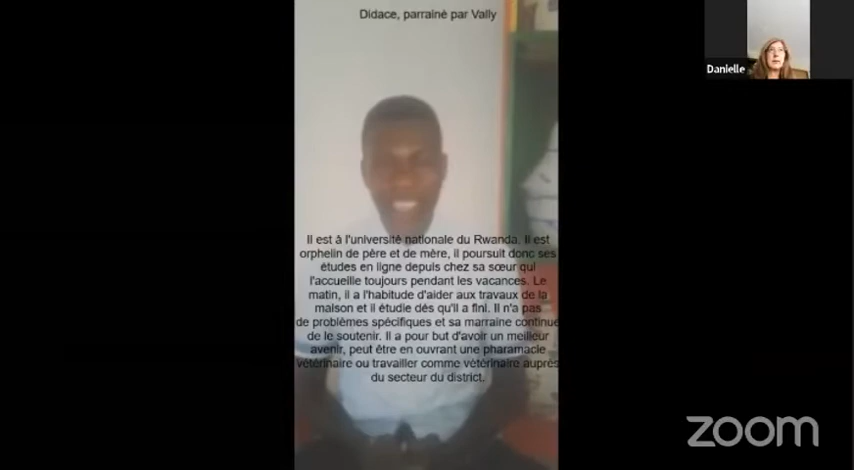 Didace, parrainé par Vally
Danielle
Il est à l'université nationale du Rwanda. Il est
orphelin de père et de mère, il poursuit donc ses
études en ligne depuis chez sa sœur qui
l'accueille toujours pendant les vacances. Le
matin, il a l'habitude d'aider aux travaux de la
maison et il étudie dès qu'il a fini. Il n'a pas
de problèmes spécifiques et sa marraine continue
de le soutenir. Il a pour but d'avoir un meilleur
avenir, peut être en ouvrant une pharamacie
vétérinaire ou travailler comme vétérinaire auprès
du secteur du district.
zoom